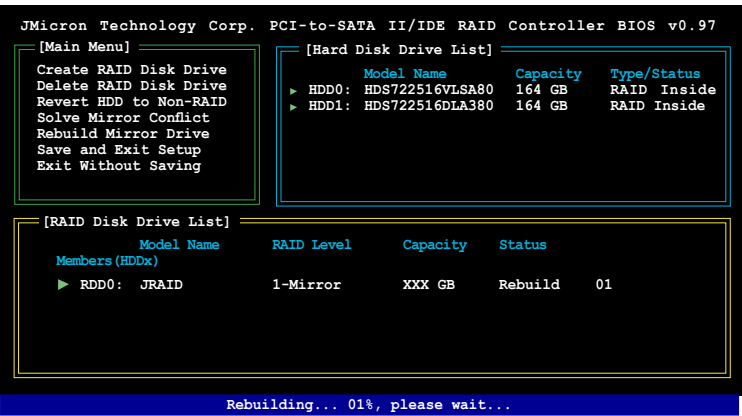 JMicron Technology Corp. PCI-to-SATA II/IDE RAID Controller BIOS v0.97
[Main Menu]
Create RAID Disk Drive
Delete RAID Disk Drive
Revert HDD to Non-RAID
Solve Mirror Conflict
Rebuild Mirror Drive
Save and Exit Setup
Exit Without Saving
[Hard Disk Drive List]
Model Name Capacity Type/Status
HDD0: HDS722516VLSA80 164 GB RAID Inside
HDD1: HDS722516DLA380 164 GB RAID Inside
[RAID Disk Drive List]
Model Name RAID Level Capacity Status
Members(HDDx)
RDD0: JRAID 1-Mirror XXX GB Rebuild 01
Rebuilding... 01%, please wait...